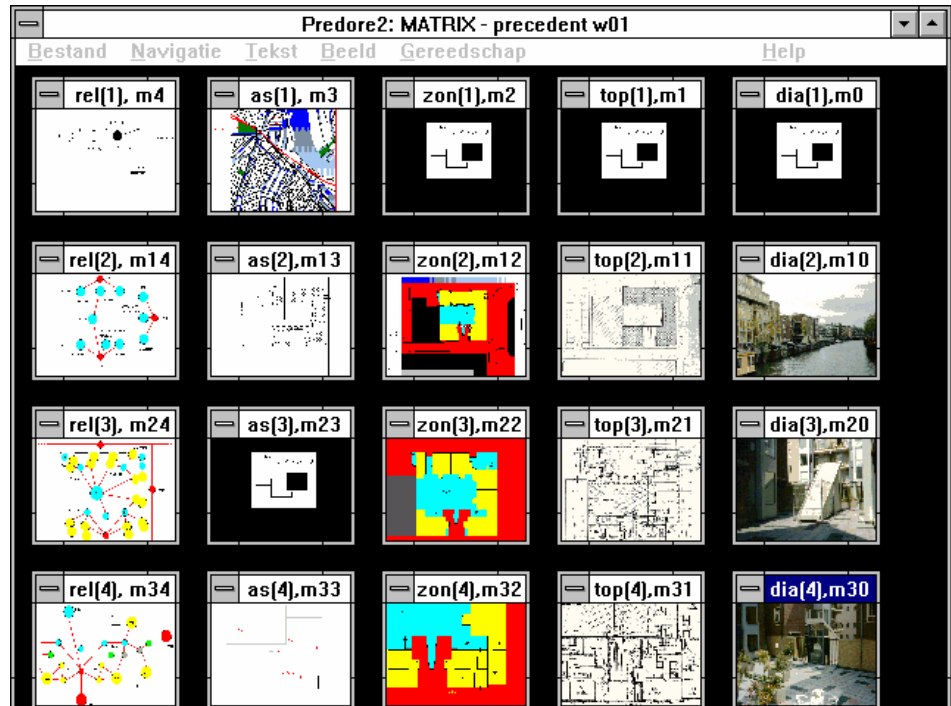 Predore2: MATRIX - precedent w01
Bestand Navigatie Tekst Beeld Gereedschap Help
rel(1), m4 as(1), m3 zon(1),m2 top(1),m1 dia(1),m0
rel(2), m14 as(2),m13 zon(2),m12 top(2),m11 dia(2),m10
rel(3), m24 as(3),m23 zon(3),m22 top(3),m21 dia(3),m20
rel(4), m34 as(4),m33 zon(4),m32 top(4),m31 dia(4),m30